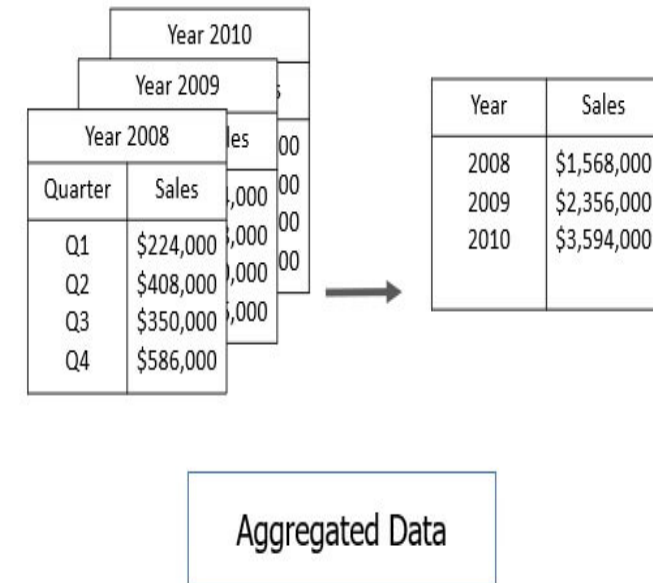 Year 2010
Year 2009
Year 2008
Quarter Sales
Q1 $224,000
Q2 $408,000
Q3 $350,000
Q4 $586,000
Year Sales
2008 $1,568,000
2009 $2,356,000
2010 $3,594,000
Aggregated Data